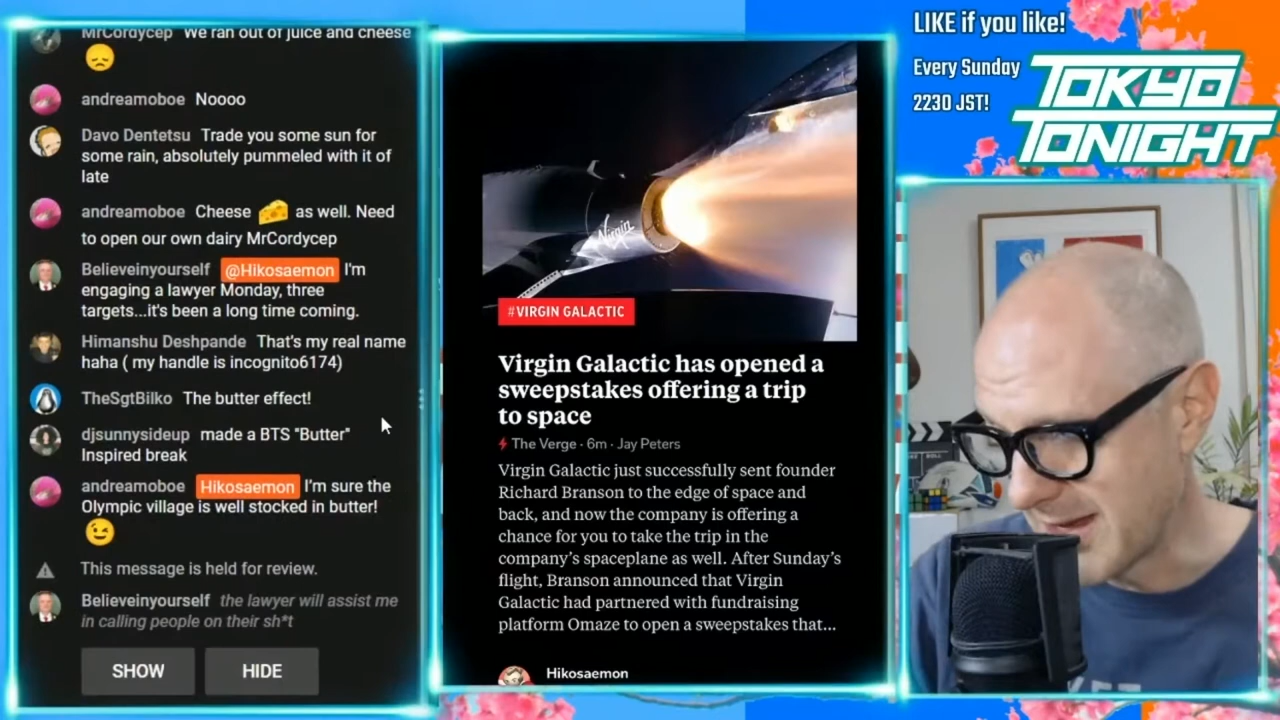 MrCordycep We ran out of juice and cheese
andreamoboe Noooo
Davo Dentetsu Trade you some sun for
some rain, absolutely pummeled with it of
late
andreamoboe Cheese as well. Need
to open our own dairy MrCordycep
Believeinyourself @Hikosaemon I'm
engaging a lawyer Monday, three
targets...it's been a long time coming.
Himanshu Deshpande That's my real name
haha ( my handle is incognito6174)
TheSgtBilko The butter effect!
djsunnysideup made a BTS "Butter"
Inspired break
andreamoboe Hikosaemon I'm sure the
Olympic village is well stocked in butter!
This message is held for review.
Believeinyourself the lawyer will assist me
in calling people on their sh*t
SHOW HIDE
Virgin
#VIRGIN GALACTIC
Virgin Galactic has opened a
sweepstakes offering a trip
to space
The Verge · 6m · Jay Peters
Virgin Galactic just successfully sent founder
Richard Branson to the edge of space and
back, and now the company is offering a
chance for you to take the trip in the
company's spaceplane as well. After Sunday's
flight, Branson announced that Virgin
Galactic had partnered with fundraising
platform Omaze to open a sweepstakes that...
Hikosaemon
LIKE if you like!
Every Sunday
2230 JST!
TOKYO
TONIGHT